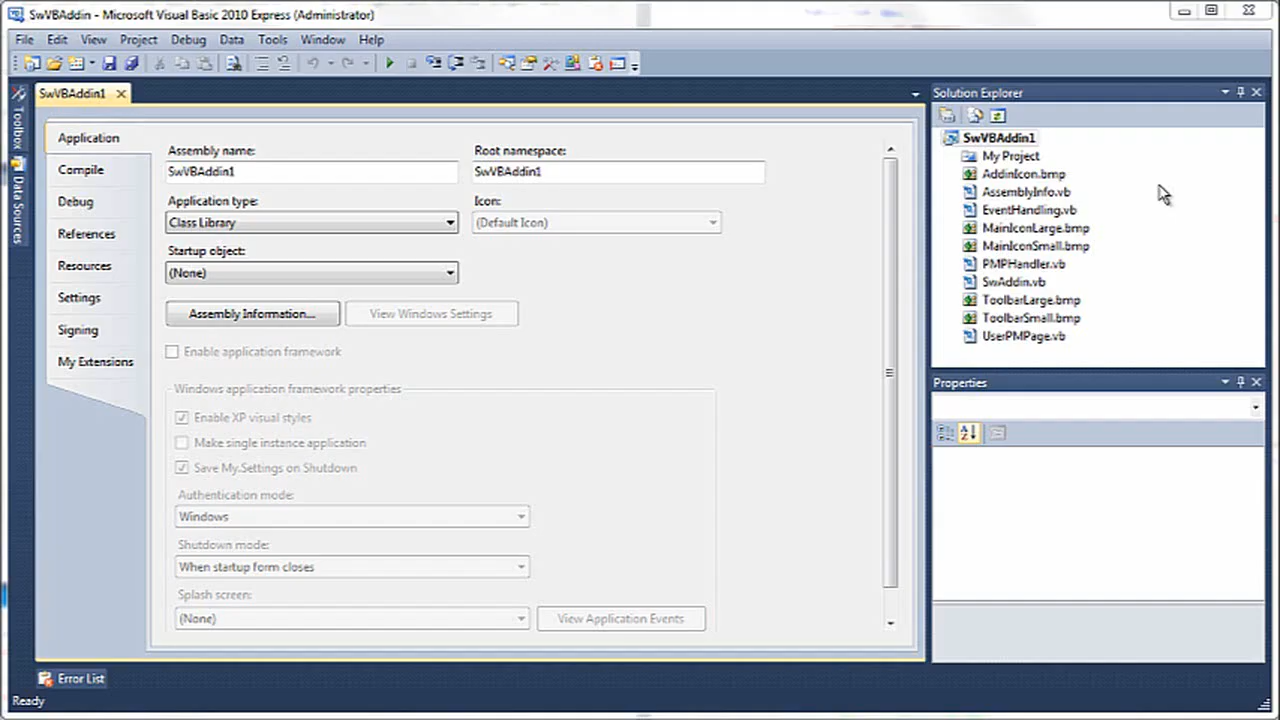 SwVBAddin - Microsoft Visual Basic 2010 Express (Administrator)
File Edit View Project Debug Data Tools Window Help
SwVBAddin1
Toolbox
Data Sources
Application
Compile
Debug
References
Resources
Settings
Signing
My Extensions
Assembly name:
SwVBAddin1
Root namespace:
SwVBAddin1
Application type:
Class Library
Icon:
(Default Icon)
Startup object:
(None)
Assembly Information...
View Windows Settings
Enable application framework
Windows application framework properties
Enable XP visual styles
Make single instance application
Save My.Settings on Shutdown
Authentication mode:
Windows
Shutdown mode:
When startup form closes
Splash screen:
(None)
View Application Events
Solution Explorer
SwVBAddin1
My Project
AddinIcon.bmp
AssemblyInfo.vb
EventHandling.vb
MainIconLarge.bmp
MainIconSmall.bmp
PMPHandler.vb
SwAddin.vb
ToolbarLarge.bmp
ToolbarSmall.bmp
UserPMPage.vb
Properties
Error List
Ready